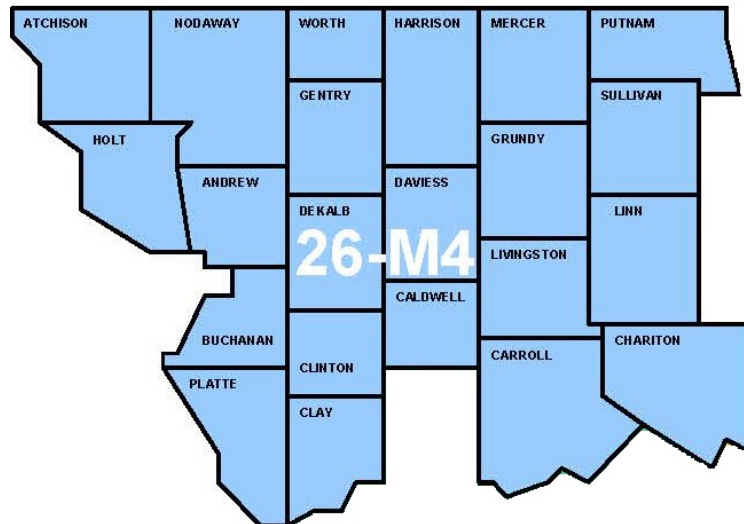 ATCHISON NODAWAY WORTH HARRISON MERCER PUTNAM
GENTRY SULLIVAN
HOLT GRUNDY
ANDREW DAVIESS
DEKALB LINN
26-M4
LIVINGSTON
CALDWELL
BUCHANAN CARROLL CHARITON
CLINTON
PLATTE
CLAY